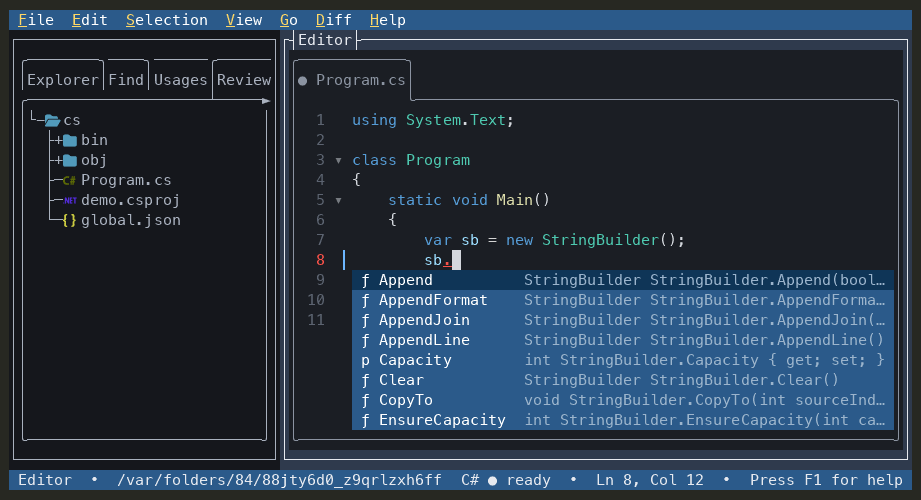 File Edit Selection View Go Diff Help
Editor
Explorer Find Usages Review
● Program.cs
cs
bin
obj
C# Program.cs
.NET demo.csproj
{} global.json
1 using System.Text;
2
3 ▾ class Program
4 {
5 ▾ static void Main()
6 {
7 var sb = new StringBuilder();
8 sb.
9
10
11
ƒ Append StringBuilder StringBuilder.Append(bool…
ƒ AppendFormat StringBuilder StringBuilder.AppendForma…
ƒ AppendJoin StringBuilder StringBuilder.AppendJoin(…
ƒ AppendLine StringBuilder StringBuilder.AppendLine()
p Capacity int StringBuilder.Capacity { get; set; }
ƒ Clear StringBuilder StringBuilder.Clear()
ƒ CopyTo void StringBuilder.CopyTo(int sourceInd…
ƒ EnsureCapacity int StringBuilder.EnsureCapacity(int ca…
Editor • /var/folders/84/88jty6d0_z9qrlzxh6ff C# ● ready • Ln 8, Col 12 • Press F1 for help